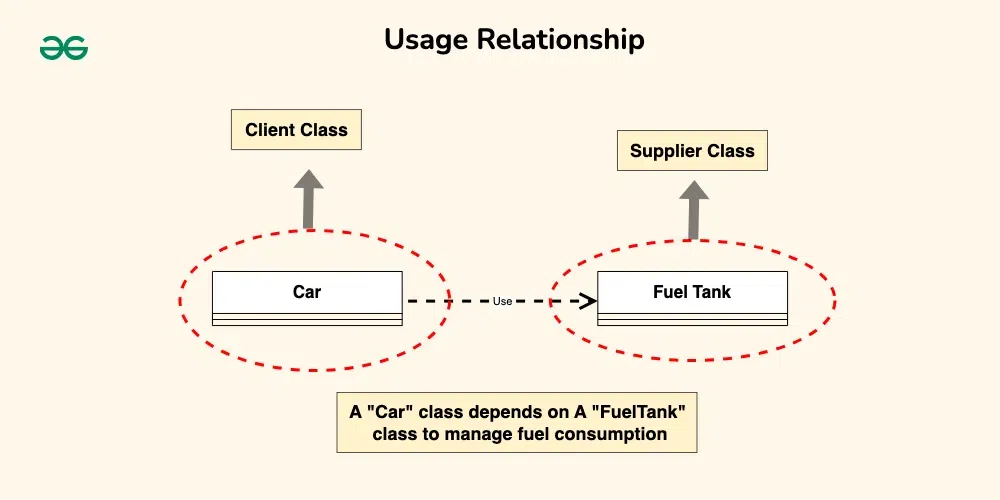 Usage Relationship
Client Class
Supplier Class
Car
Use
Fuel Tank
A "Car" class depends on A "FuelTank"
class to manage fuel consumption